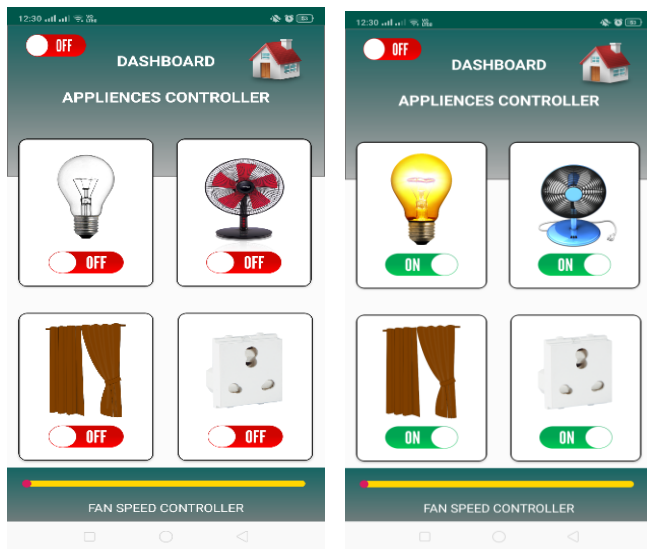 12:30
OFF
DASHBOARD
APPLIENCES CONTROLLER
OFF
OFF
OFF
OFF
FAN SPEED CONTROLLER
12:30
OFF
DASHBOARD
APPLIENCES CONTROLLER
ON
ON
ON
ON
FAN SPEED CONTROLLER